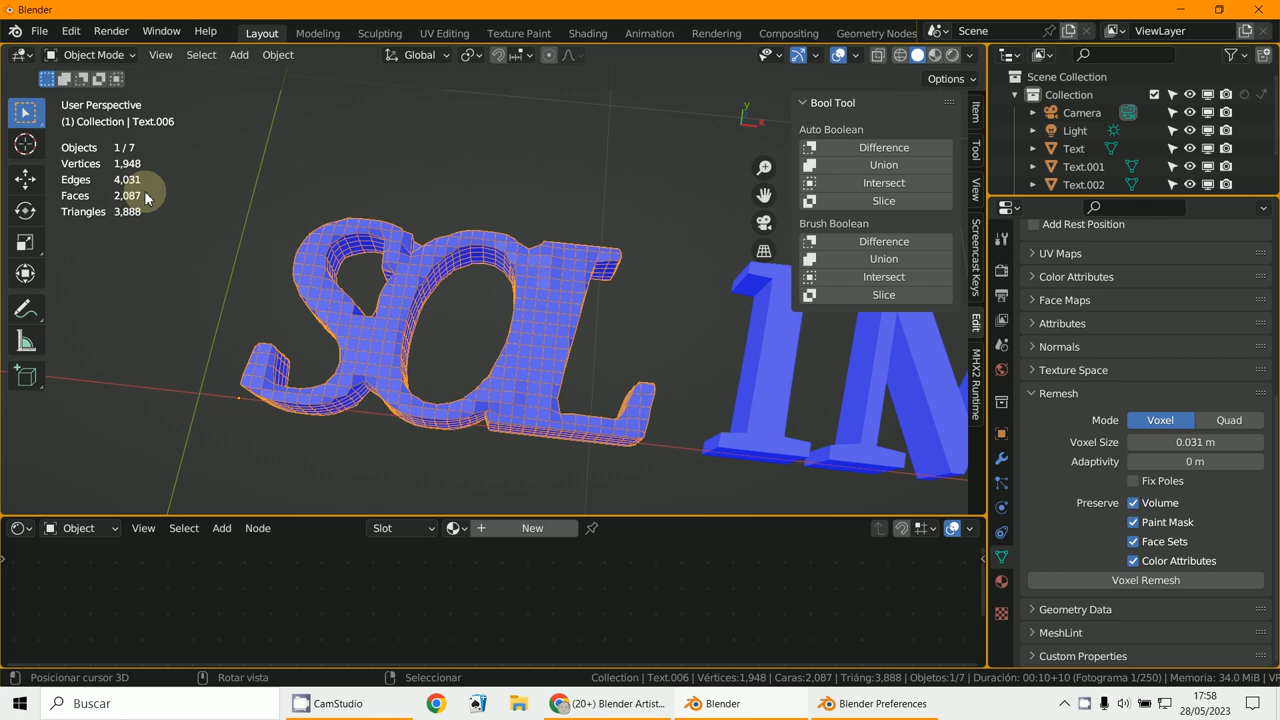 Blender
File Edit Render Window Help
Layout Modeling Sculpting UV Editing Texture Paint Shading Animation Rendering Compositing Geometry Nodes
Scene
ViewLayer
Object Mode View Select Add Object
Global
Options
User Perspective
(1) Collection | Text.006
Objects 1 / 7
Vertices 1,948
Edges 4,031
Faces 2,087
Triangles 3,888
SOL
Y
X
Bool Tool
Auto Boolean
Difference
Union
Intersect
Slice
Brush Boolean
Difference
Union
Intersect
Slice
Item
Tool
View
Screencast Keys
Edit
MHX2 Runtime
Scene Collection
Collection
Camera
Light
Text
Text.001
Text.002
Add Rest Position
UV Maps
Color Attributes
Face Maps
Attributes
Normals
Texture Space
Remesh
Mode Voxel Quad
Voxel Size 0.031 m
Adaptivity 0 m
Fix Poles
Preserve Volume
Paint Mask
Face Sets
Color Attributes
Voxel Remesh
Geometry Data
MeshLint
Custom Properties
Object View Select Add Node
Slot
New
Posicionar cursor 3D
Rotar vista
Seleccionar
Collection | Text.006 | Vértices:1,948 | Caras:2,087 | Triáng:3,888 | Objetos:1/7 | Duración: 00:10+10 (Fotograma 1/250) | Memoria: 34.0 MiB | VR
Buscar
CamStudio
(20+) Blender Artist...
Blender
Blender Preferences
17:58
28/05/2023